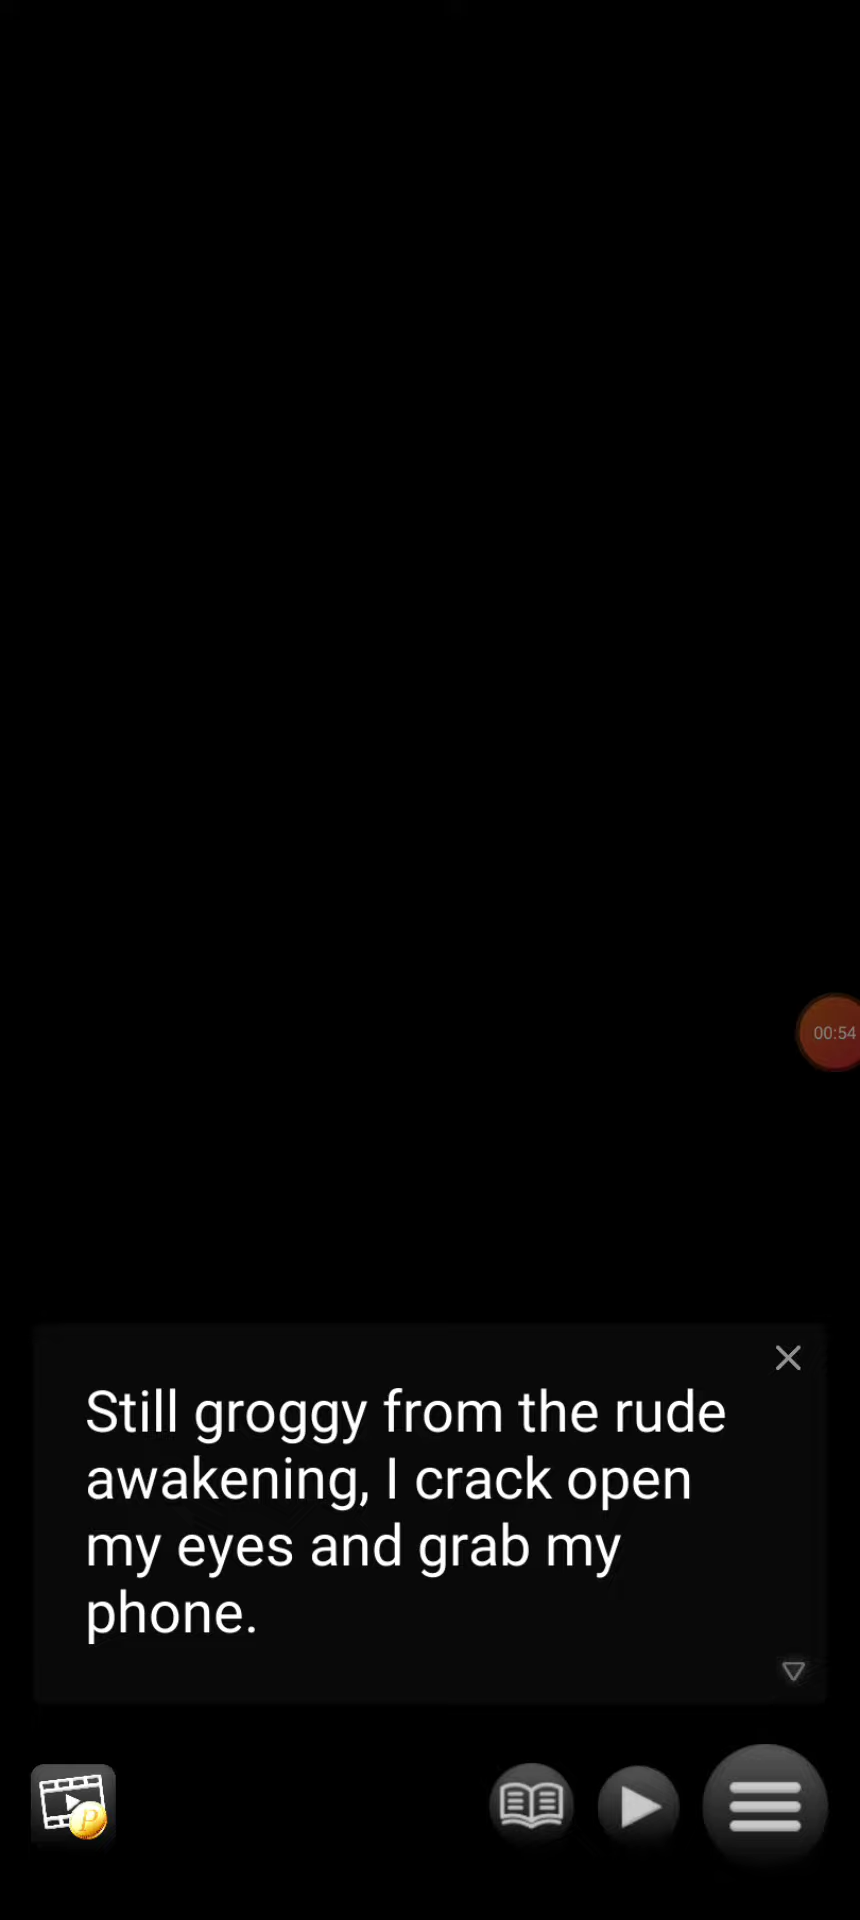 00:54
Still groggy from the rude
awakening, I crack open
my eyes and grab my
phone.
P